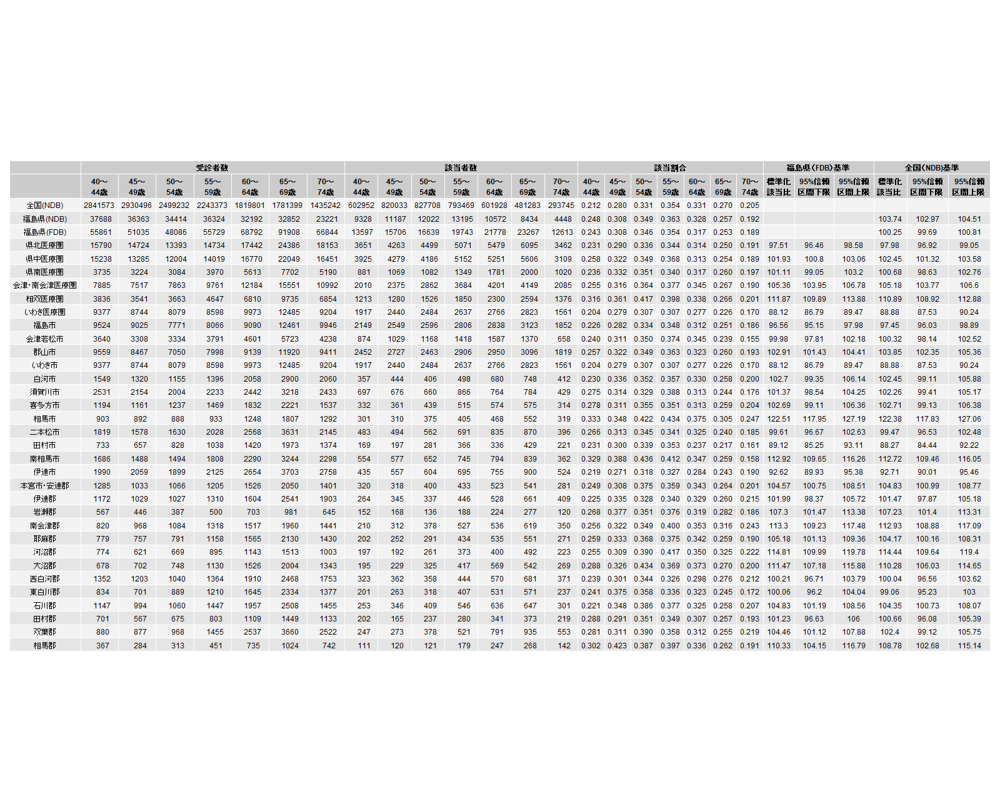 受診者数 該当者数 該当割合 福島県(FDB)基準 全国(NDB)基準
40～ 45～ 50～ 55～ 60～ 65～ 70～ 40～ 45～ 50～ 55～ 60～ 65～ 70～ 40～ 45～ 50～ 55～ 60～ 65～ 70～ 標準化 95%信頼 95%信頼 標準化 95%信頼 95%信頼
44歳 49歳 54歳 59歳 64歳 69歳 74歳 44歳 49歳 54歳 59歳 64歳 69歳 74歳 44歳 49歳 54歳 59歳 64歳 69歳 74歳 該当比 区間下限 区間上限 該当比 区間下限 区間上限
全国(NDB) 2841573 2930496 2499232 2243373 1819801 1781399 1435242 602952 820033 827708 793469 601928 481283 293745 0.212 0.280 0.331 0.354 0.331 0.270 0.205
福島県(NDB) 37688 36363 34414 36324 32192 32852 23221 9328 11187 12022 13195 10572 8434 4448 0.248 0.308 0.349 0.363 0.328 0.257 0.192 103.74 102.97 104.51
福島県(FDB) 55861 51035 48086 55729 68792 91908 66844 13597 15706 16639 19743 21778 23267 12613 0.243 0.308 0.346 0.354 0.317 0.253 0.189 100.25 99.69 100.81
県北医療圏 15790 14724 13393 14734 17442 24386 18153 3651 4263 4499 5071 5479 6095 3462 0.231 0.290 0.336 0.344 0.314 0.250 0.191 97.51 96.46 98.58 97.98 96.92 99.05
県中医療圏 15238 13285 12004 14019 16770 22049 16451 3925 4279 4186 5152 5251 5606 3109 0.258 0.322 0.349 0.368 0.313 0.254 0.189 101.93 100.8 103.06 102.45 101.32 103.58
県南医療圏 3735 3224 3084 3970 5613 7702 5190 881 1069 1082 1349 1781 2000 1020 0.236 0.332 0.351 0.340 0.317 0.260 0.197 101.11 99.05 103.2 100.68 98.63 102.76
会津・南会津医療圏 7885 7517 7863 9761 12184 15551 10992 2010 2375 2862 3684 4201 4149 2085 0.255 0.316 0.364 0.377 0.345 0.267 0.190 105.36 103.95 106.78 105.18 103.77 106.6
相双医療圏 3836 3541 3663 4647 6810 9735 6854 1213 1280 1526 1850 2300 2594 1376 0.316 0.361 0.417 0.398 0.338 0.266 0.201 111.87 109.89 113.88 110.89 108.92 112.88
いわき医療圏 9377 8744 8079 8598 9973 12485 9204 1917 2440 2484 2637 2766 2823 1561 0.204 0.279 0.307 0.307 0.277 0.226 0.170 88.12 86.79 89.47 88.88 87.53 90.24
福島市 9524 9025 7771 8066 9090 12461 9946 2149 2549 2596 2806 2838 3123 1852 0.226 0.282 0.334 0.348 0.312 0.251 0.186 96.56 95.15 97.98 97.45 96.03 98.89
会津若松市 3640 3308 3334 3791 4601 5723 4238 874 1029 1168 1418 1587 1370 658 0.240 0.311 0.350 0.374 0.345 0.239 0.155 99.98 97.81 102.18 100.32 98.14 102.52
郡山市 9559 8467 7050 7998 9139 11920 9411 2452 2727 2463 2906 2950 3096 1819 0.257 0.322 0.349 0.363 0.323 0.260 0.193 102.91 101.43 104.41 103.85 102.35 105.36
いわき市 9377 8744 8079 8598 9973 12485 9204 1917 2440 2484 2637 2766 2823 1561 0.204 0.279 0.307 0.307 0.277 0.226 0.170 88.12 86.79 89.47 88.88 87.53 90.24
白河市 1549 1320 1155 1396 2058 2900 2060 357 444 406 498 680 748 412 0.230 0.336 0.352 0.357 0.330 0.258 0.200 102.7 99.35 106.14 102.45 99.11 105.88
須賀川市 2531 2154 2004 2233 2442 3218 2433 697 676 660 866 764 784 429 0.275 0.314 0.329 0.388 0.313 0.244 0.176 101.37 98.54 104.25 102.26 99.41 105.17
喜多方市 1194 1161 1237 1469 1832 2221 1537 332 361 439 515 574 575 314 0.278 0.311 0.355 0.351 0.313 0.259 0.204 102.69 99.11 106.36 102.71 99.13 106.38
相馬市 903 892 888 933 1248 1807 1292 301 310 375 405 468 552 319 0.333 0.348 0.422 0.434 0.375 0.305 0.247 122.51 117.95 127.19 122.38 117.83 127.06
二本松市 1819 1578 1630 2028 2568 3631 2145 483 494 562 691 835 870 396 0.266 0.313 0.345 0.341 0.325 0.240 0.185 99.61 96.67 102.63 99.47 96.53 102.48
田村市 733 657 828 1038 1420 1973 1374 169 197 281 366 336 429 221 0.231 0.300 0.339 0.353 0.237 0.217 0.161 89.12 85.25 93.11 88.27 84.44 92.22
南相馬市 1686 1488 1494 1808 2290 3244 2298 554 577 652 745 794 839 362 0.329 0.388 0.436 0.412 0.347 0.259 0.158 112.92 109.65 116.26 112.72 109.46 116.05
伊達市 1990 2059 1899 2125 2654 3703 2758 435 557 604 695 755 900 524 0.219 0.271 0.318 0.327 0.284 0.243 0.190 92.62 89.93 95.38 92.71 90.01 95.46
本宮市・安達郡 1285 1033 1066 1205 1526 2050 1401 320 318 400 433 523 541 281 0.249 0.308 0.375 0.359 0.343 0.264 0.201 104.57 100.75 108.51 104.83 100.99 108.77
伊達郡 1172 1029 1027 1310 1604 2541 1903 264 345 337 446 528 661 409 0.225 0.335 0.328 0.340 0.329 0.260 0.215 101.99 98.37 105.72 101.47 97.87 105.18
岩瀬郡 567 446 387 500 703 981 645 152 168 136 188 224 277 120 0.268 0.377 0.351 0.376 0.319 0.282 0.186 107.3 101.47 113.38 107.23 101.4 113.31
南会津郡 820 968 1084 1318 1517 1960 1441 210 312 378 527 536 619 350 0.256 0.322 0.349 0.400 0.353 0.316 0.243 113.3 109.23 117.48 112.93 108.88 117.09
耶麻郡 779 757 791 1158 1565 2130 1430 202 252 291 434 535 551 271 0.259 0.333 0.368 0.375 0.342 0.259 0.190 105.18 101.13 109.36 104.17 100.16 108.31
河沼郡 774 621 669 895 1143 1513 1003 197 192 261 373 400 492 223 0.255 0.309 0.390 0.417 0.350 0.325 0.222 114.81 109.99 119.78 114.44 109.64 119.4
大沼郡 678 702 748 1130 1526 2004 1343 195 229 325 417 569 542 269 0.288 0.326 0.434 0.369 0.373 0.270 0.200 111.47 107.18 115.88 110.28 106.03 114.65
西白河郡 1352 1203 1040 1364 1910 2468 1753 323 362 358 444 570 681 371 0.239 0.301 0.344 0.326 0.298 0.276 0.212 100.21 96.71 103.79 100.04 96.56 103.62
東白川郡 834 701 889 1210 1645 2334 1377 201 263 318 407 531 571 237 0.241 0.375 0.358 0.336 0.323 0.245 0.172 100.06 96.2 104.04 99.06 95.23 103
石川郡 1147 994 1060 1447 1957 2508 1455 253 346 409 546 636 647 301 0.221 0.348 0.386 0.377 0.325 0.258 0.207 104.83 101.19 108.56 104.35 100.73 108.07
田村郡 701 567 675 803 1109 1449 1133 202 165 237 280 341 373 219 0.288 0.291 0.351 0.349 0.307 0.257 0.193 101.23 96.63 106 100.66 96.08 105.39
双葉郡 880 877 968 1455 2537 3660 2522 247 273 378 521 791 935 553 0.281 0.311 0.390 0.358 0.312 0.255 0.219 104.46 101.12 107.88 102.4 99.12 105.75
相馬郡 367 284 313 451 735 1024 742 111 120 121 179 247 268 142 0.302 0.423 0.387 0.397 0.336 0.262 0.191 110.33 104.15 116.79 108.78 102.68 115.14